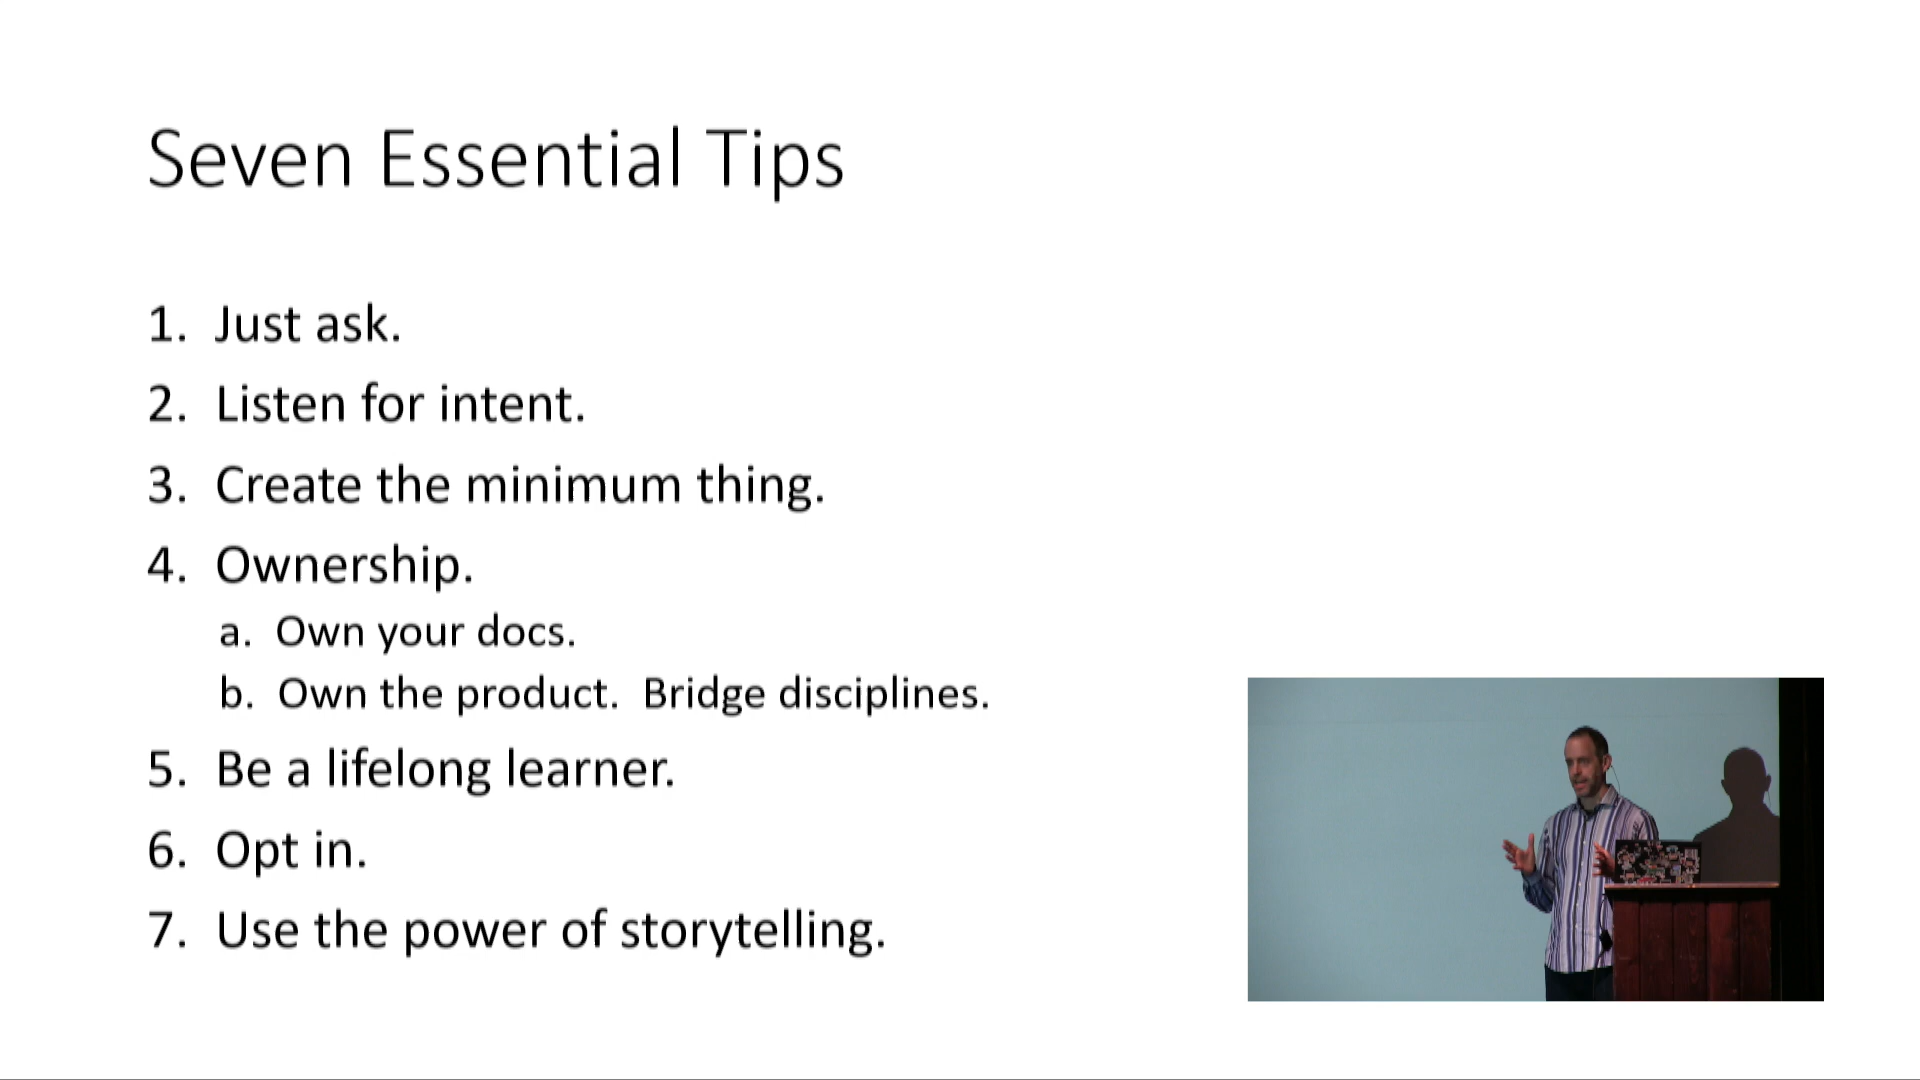 Seven Essential Tips
1. Just ask.
2. Listen for intent.
3. Create the minimum thing.
4. Ownership.
a. Own your docs.
b. Own the product. Bridge disciplines.
5. Be a lifelong learner.
6. Opt in.
7. Use the power of storytelling.